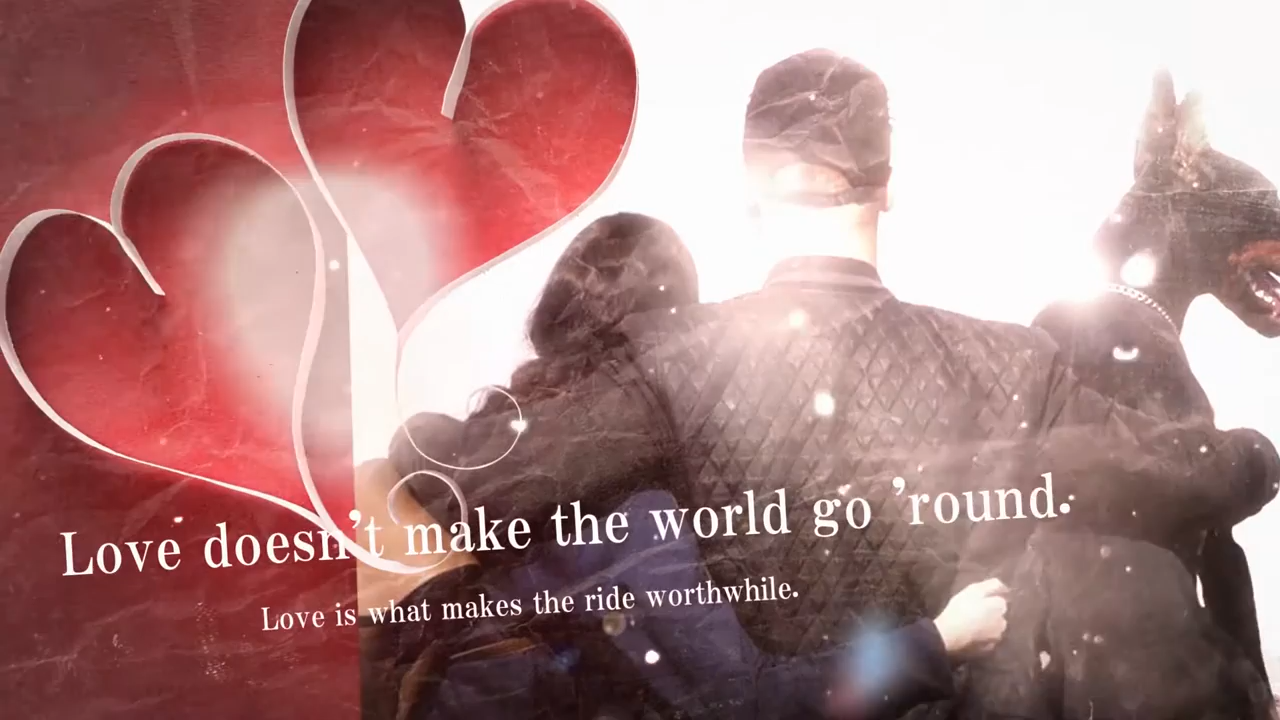 Love doesn't make the world go 'round.
Love is what makes the ride worthwhile.